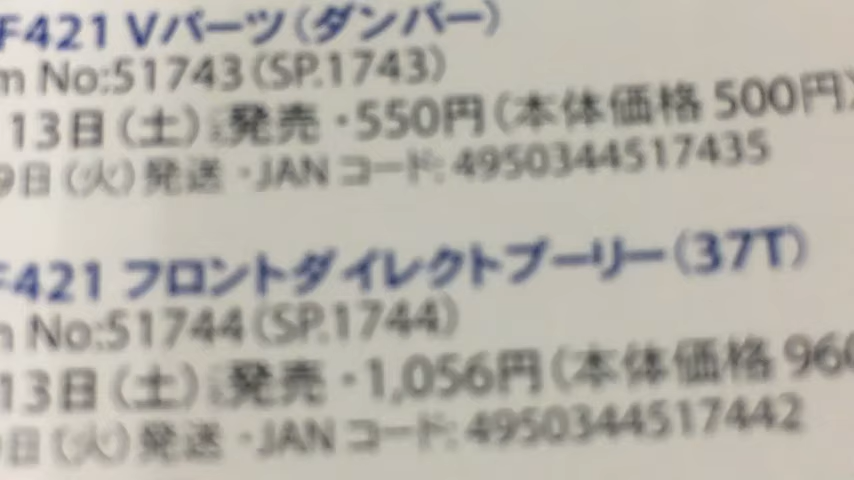 F421 Vパーツ(ダンパー)
m No:51743(SP.1743)
13日(土)発売・550円(本体価格 500円)
9日(火)発送・JANコード:4950344517435
F421 フロントダイレクトプーリー(37T)
m No:51744(SP.1744)
13日(土)発売・1,056円(本体価格 960
日(火)発送・JANコード:4950344517442